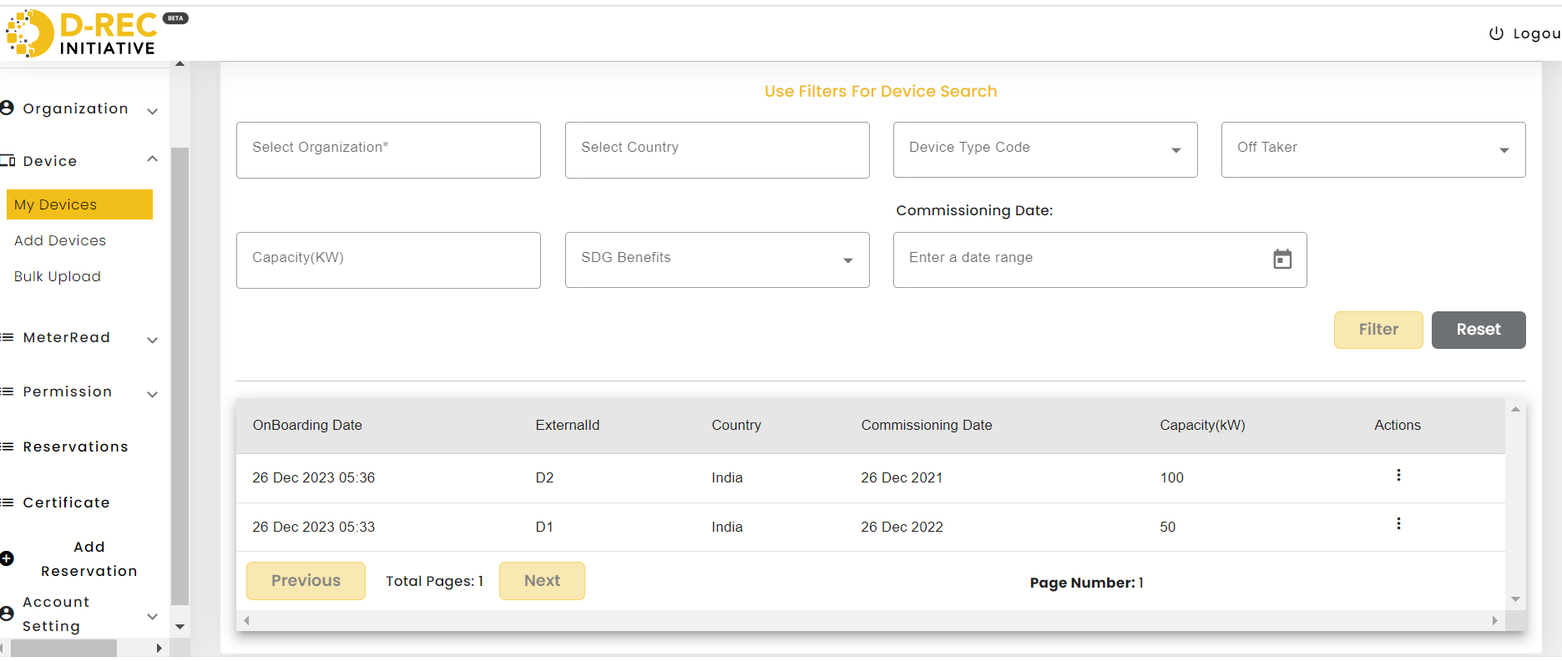 D-REC
BETA
INITIATIVE
Logou
Organization
Device
My Devices
Add Devices
Bulk Upload
MeterRead
Permission
Reservations
Certificate
Add
Reservation
Account
Setting
Use Filters For Device Search
Select Organization*
Select Country
Device Type Code
Off Taker
Commissioning Date:
Capacity(KW)
SDG Benefits
Enter a date range
Filter
Reset
OnBoarding Date ExternalId Country Commissioning Date Capacity(kW) Actions
26 Dec 2023 05:36 D2 India 26 Dec 2021 100
26 Dec 2023 05:33 D1 India 26 Dec 2022 50
Previous Total Pages: 1 Next Page Number: 1